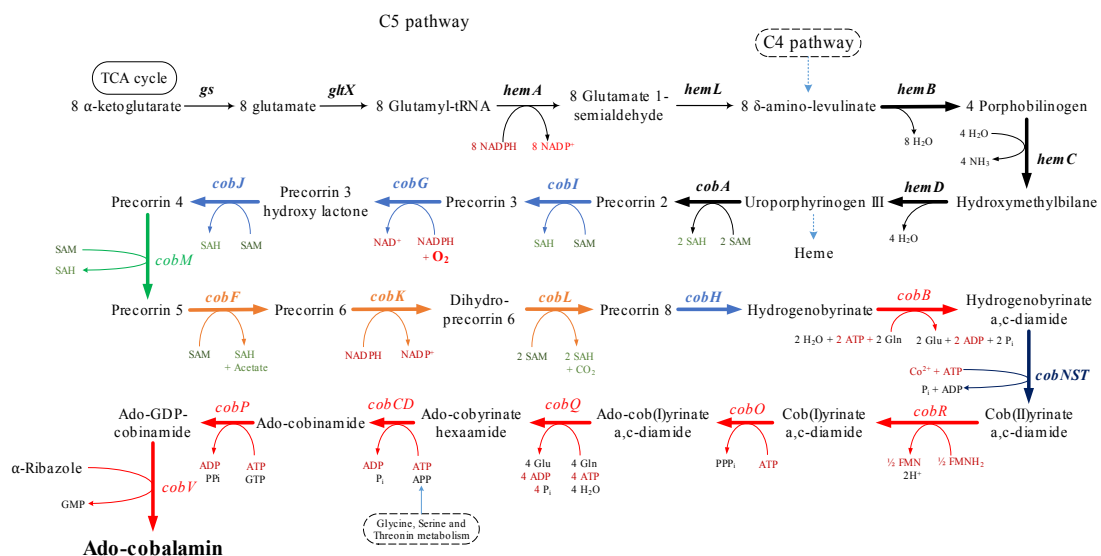 C5 pathway
C4 pathway
TCA cycle
gs
gltX
hemA
hemL
hemB
8 α-ketoglutarate
8 glutamate
8 Glutamyl-tRNA
8 Glutamate 1-
semialdehyde
8 δ-amino-levulinate
4 Porphobilinogen
8 NADPH
8 NADP⁺
8 H₂O
4 H₂O
4 NH₃
hemC
cobJ
cobG
cobI
cobA
hemD
Precorrin 4
Precorrin 3
hydroxy lactone
Precorrin 3
Precorrin 2
Uroporphyrinogen III
Hydroxymethylbilane
SAH
SAM
NAD⁺
NADPH
+ O₂
SAH
SAM
2 SAH
2 SAM
4 H₂O
Heme
SAM
SAH
cobM
cobF
cobK
cobL
cobH
cobB
Precorrin 5
Precorrin 6
Dihydro-
precorrin 6
Precorrin 8
Hydrogenobyrinate
Hydrogenobyrinate
a,c-diamide
SAM
SAH
+ Acetate
NADPH
NADP⁺
2 SAM
2 SAH
+ CO₂
2 H₂O + 2 ATP + 2 Gln
2 Glu + 2 ADP + 2 Pᵢ
Co²⁺ + ATP
Pᵢ + ADP
cobNST
cobP
cobCD
cobQ
cobO
cobR
Ado-GDP-
cobinamide
Ado-cobinamide
Ado-cobyrinate
hexaamide
Ado-cob(I)yrinate
a,c-diamide
Cob(I)yrinate
a,c-diamide
Cob(II)yrinate
a,c-diamide
ADP
PPi
ATP
GTP
ADP
Pᵢ
ATP
APP
4 Glu
4 ADP
4 Pᵢ
4 Gln
4 ATP
4 H₂O
PPPᵢ
ATP
½ FMN
2H⁺
½ FMNH₂
α-Ribazole
GMP
cobV
Glycine, Serine and
Threonin metabolism
Ado-cobalamin